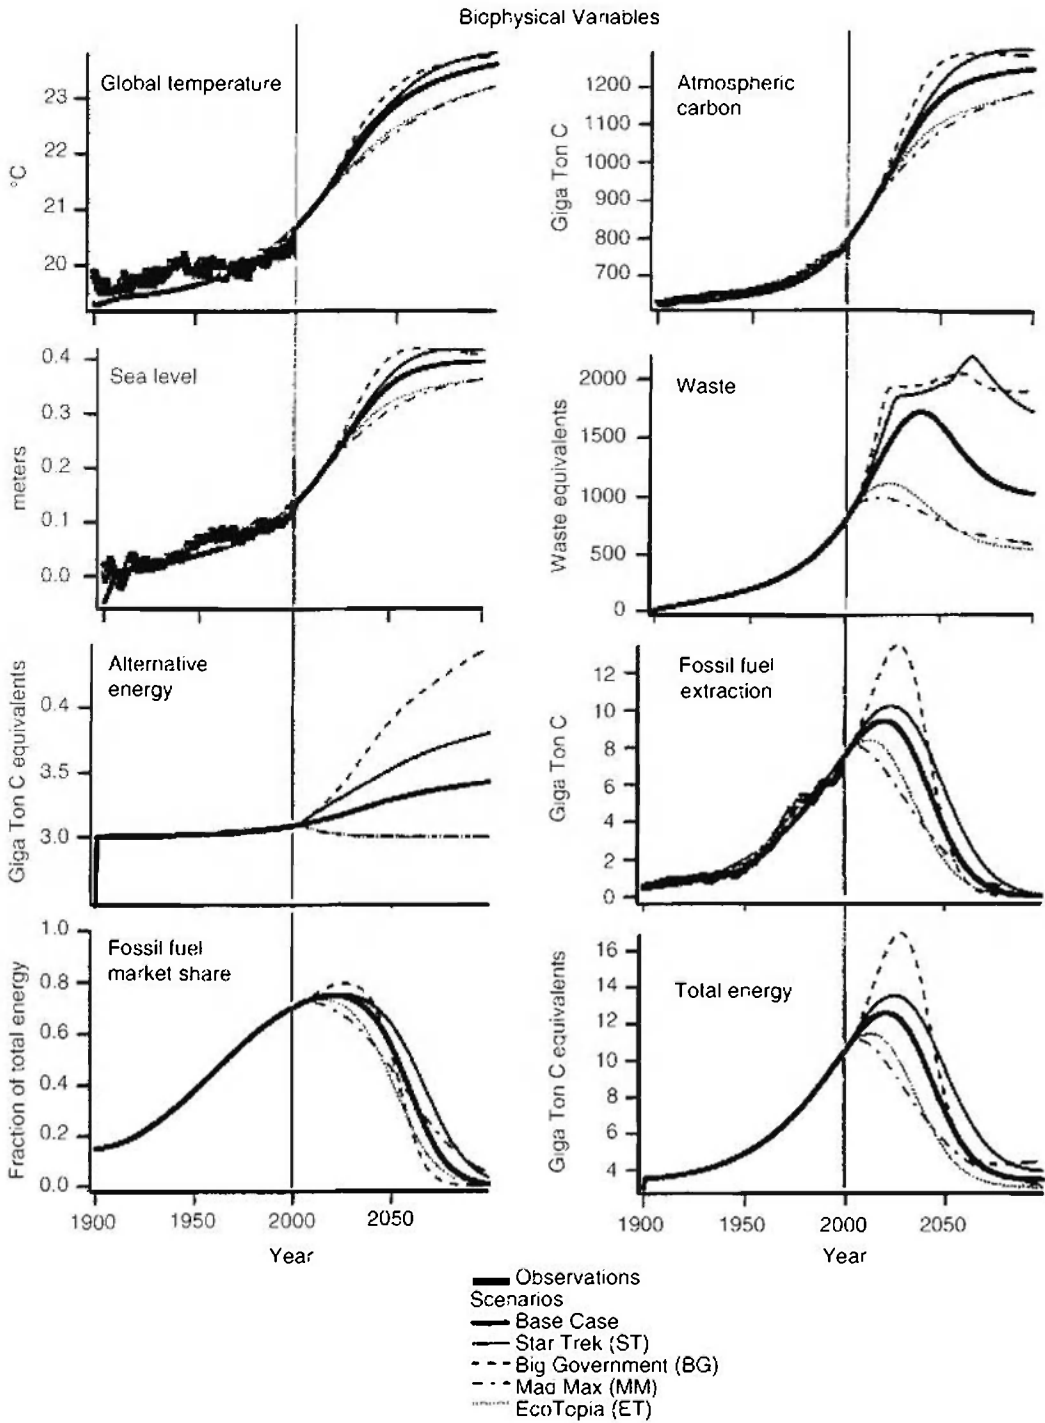 Biophysical Variables
Global temperature
°C
23
22
21
20
Atmospheric
carbon
Giga Ton C
1200
1100
1000
900
800
700
Sea level
meters
0.4
0.3
0.2
0.1
0.0
Waste
Waste equivalents
2000
1500
1000
500
0
Alternative
energy
Giga Ton C equivalents
0.4
3.5
3.0
Fossil fuel
extraction
Giga Ton C
12
10
8
6
4
2
0
Fossil fuel
market share
Fraction of total energy
1.0
0.8
0.6
0.4
0.2
0.0
1900
1950
2000
2050
Year
Total energy
Giga Ton C equivalents
16
14
12
10
8
6
4
1900
1950
2000
2050
Year
Observations
Scenarios
Base Case
Star Trek (ST)
Big Government (BG)
Mad Max (MM)
EcoTopia (ET)